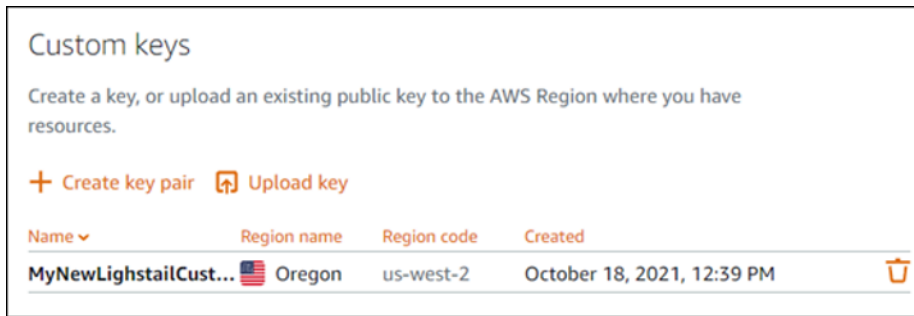 Custom keys
Create a key, or upload an existing public key to the AWS Region where you have
resources.
Create key pair Upload key
Name Region name Region code Created
MyNewLighstailCust... Oregon us-west-2 October 18, 2021, 12:39 PM